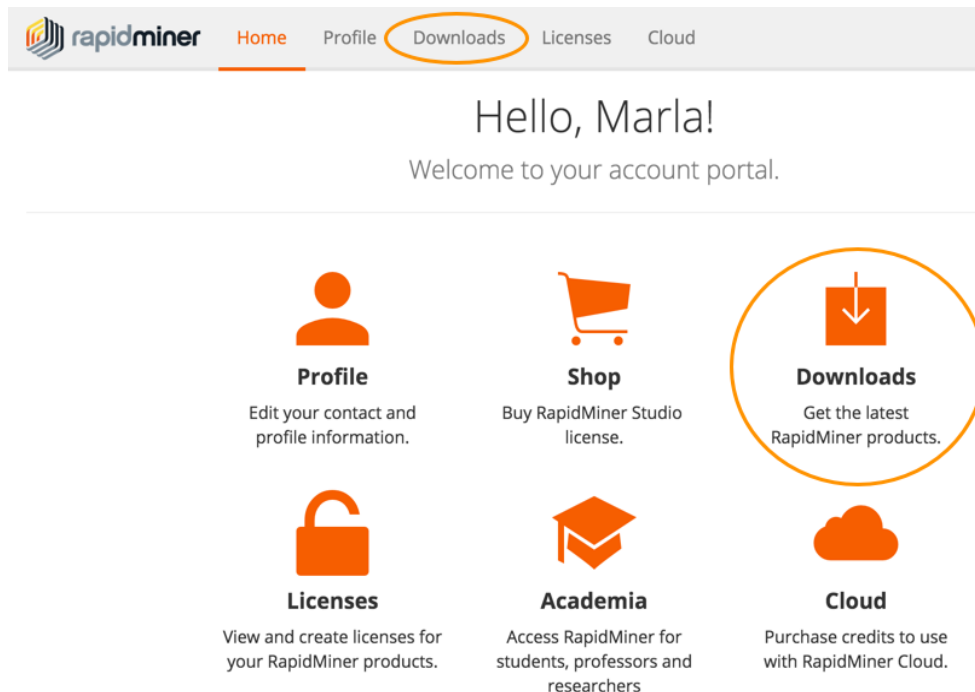 rapidminer Home Profile Downloads Licenses Cloud
Hello, Marla!
Welcome to your account portal.
Profile
Edit your contact and
profile information.
Shop
Buy RapidMiner Studio
license.
Downloads
Get the latest
RapidMiner products.
Licenses
View and create licenses for
your RapidMiner products.
Academia
Access RapidMiner for
students, professors and
researchers
Cloud
Purchase credits to use
with RapidMiner Cloud.